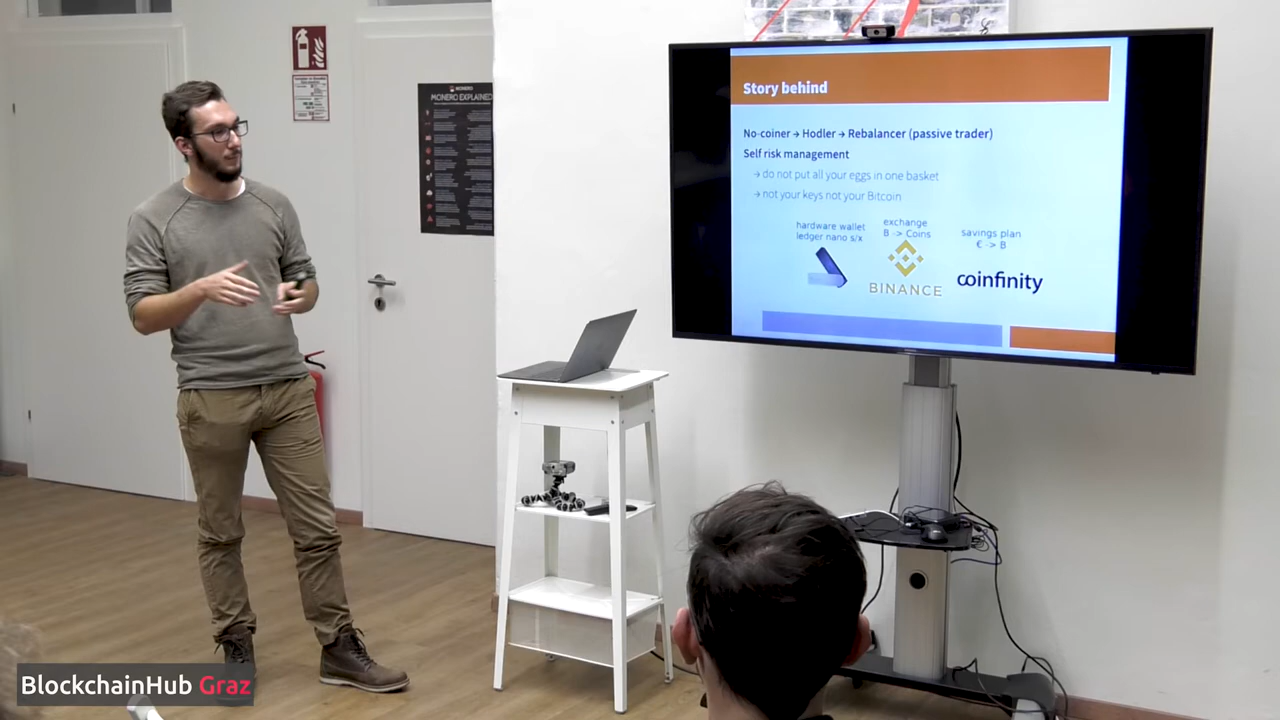 MONERO
MONERO EXPLAINED
Story behind
No-coiner → Hodler → Rebalancer (passive trader)
Self risk management
→ do not put all your eggs in one basket
→ not your keys not your Bitcoin
hardware wallet
ledger nano s/x
exchange
B -> Coins
savings plan
€ -> B
BINANCE
coinfinity
BlockchainHub Graz